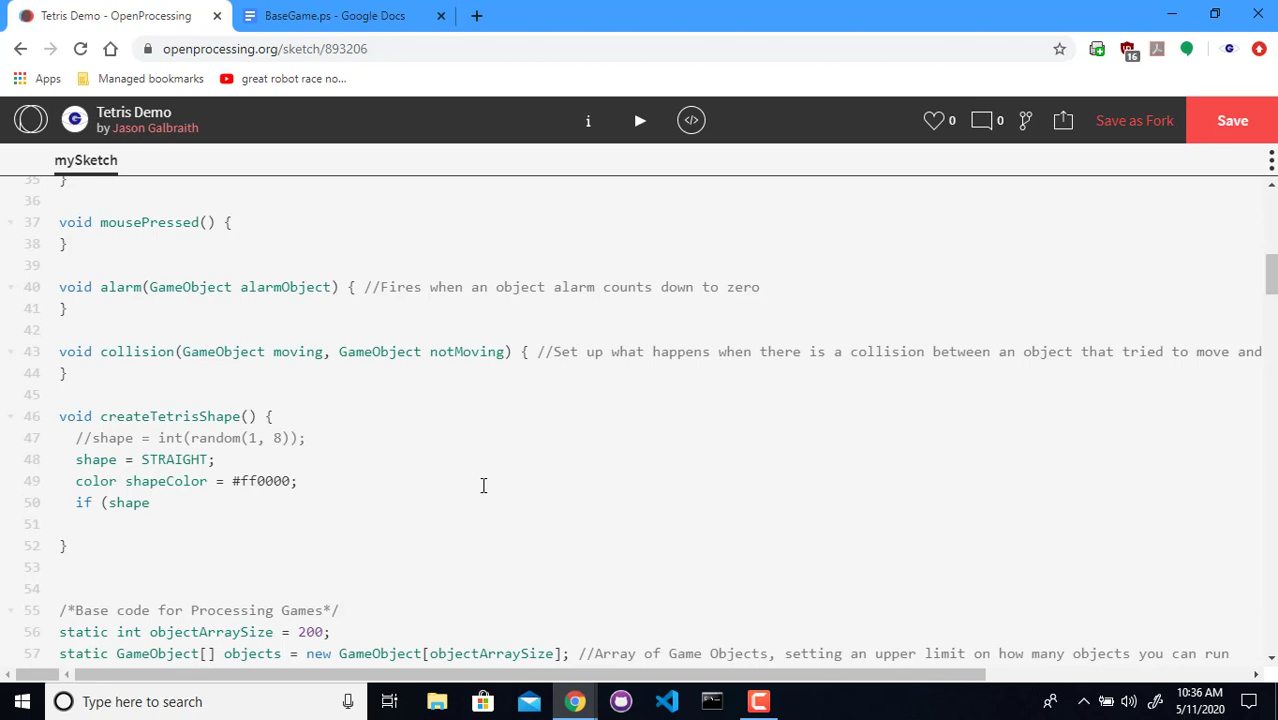 Tetris Demo - OpenProcessing
BaseGame.ps - Google Docs
openprocessing.org/sketch/893206
16
Apps
Managed bookmarks
great robot race no...
Tetris Demo
by Jason Galbraith
0
0
Save as Fork
Save
mySketch
35 }
36
37 void mousePressed() {
38 }
39
40 void alarm(GameObject alarmObject) { //Fires when an object alarm counts down to zero
41 }
42
43 void collision(GameObject moving, GameObject notMoving) { //Set up what happens when there is a collision between an object that tried to move and
44 }
45
46 void createTetrisShape() {
47 //shape = int(random(1, 8));
48 shape = STRAIGHT;
49 color shapeColor = #ff0000;
50 if (shape
51
52 }
53
54
55 /*Base code for Processing Games*/
56 static int objectArraySize = 200;
57 static GameObject[] objects = new GameObject[objectArraySize]; //Array of Game Objects, setting an upper limit on how many objects you can run
Type here to search
10:36 AM
5/11/2020